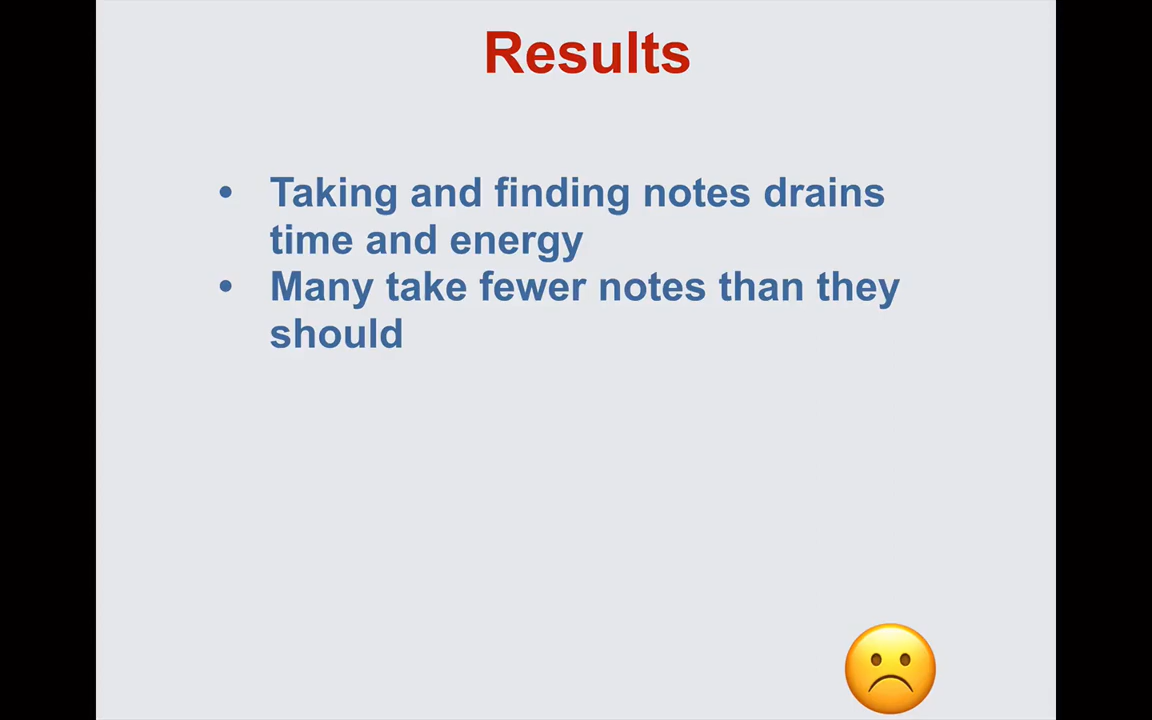 Results
• Taking and finding notes drains
time and energy
• Many take fewer notes than they
should